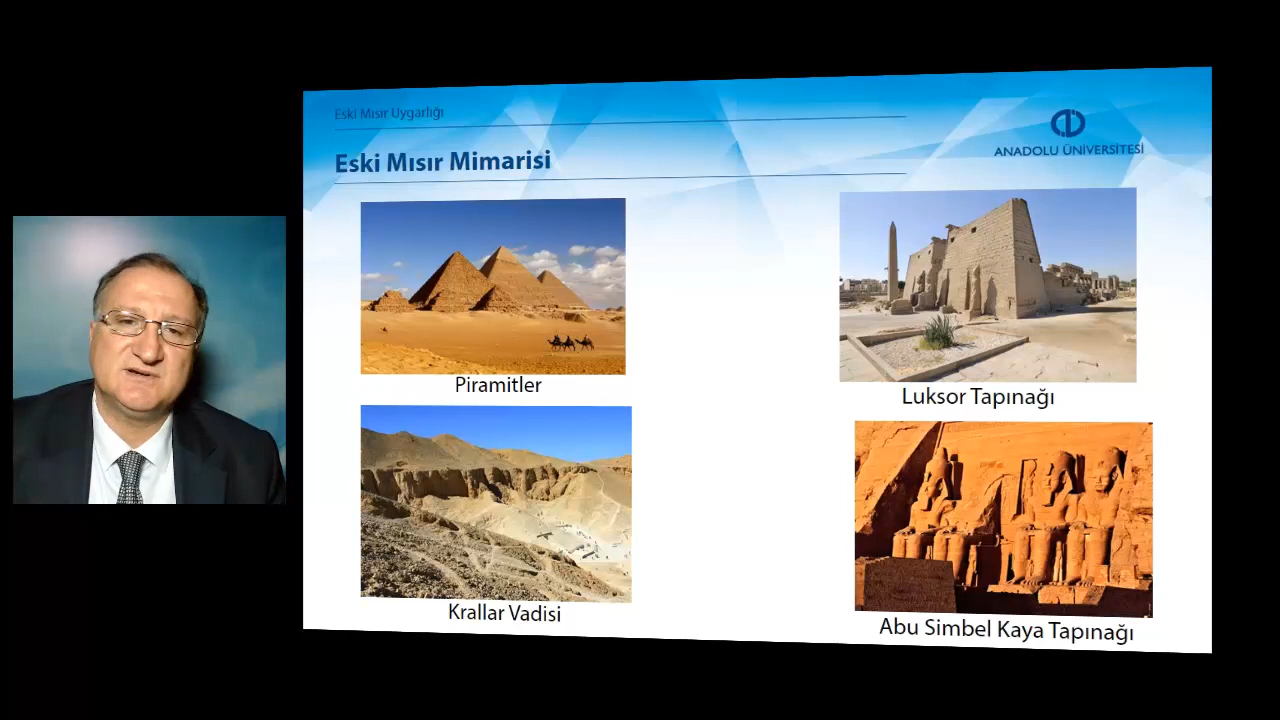 Eski Mısır Uygarlığı
ANADOLU ÜNİVERSİTESİ
Eski Mısır Mimarisi
Piramitler
Luksor Tapınağı
Krallar Vadisi
Abu Simbel Kaya Tapınağı